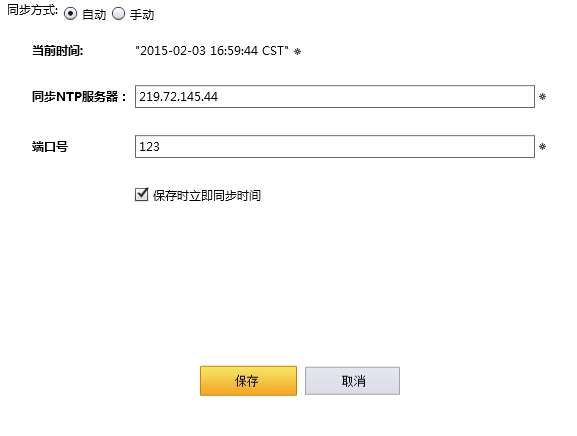 同步方式: 自动 手动
当前时间: "2015-02-03 16:59:44 CST" *
同步NTP服务器： 219.72.145.44 *
端口号 123 *
保存时立即同步时间
保存 取消